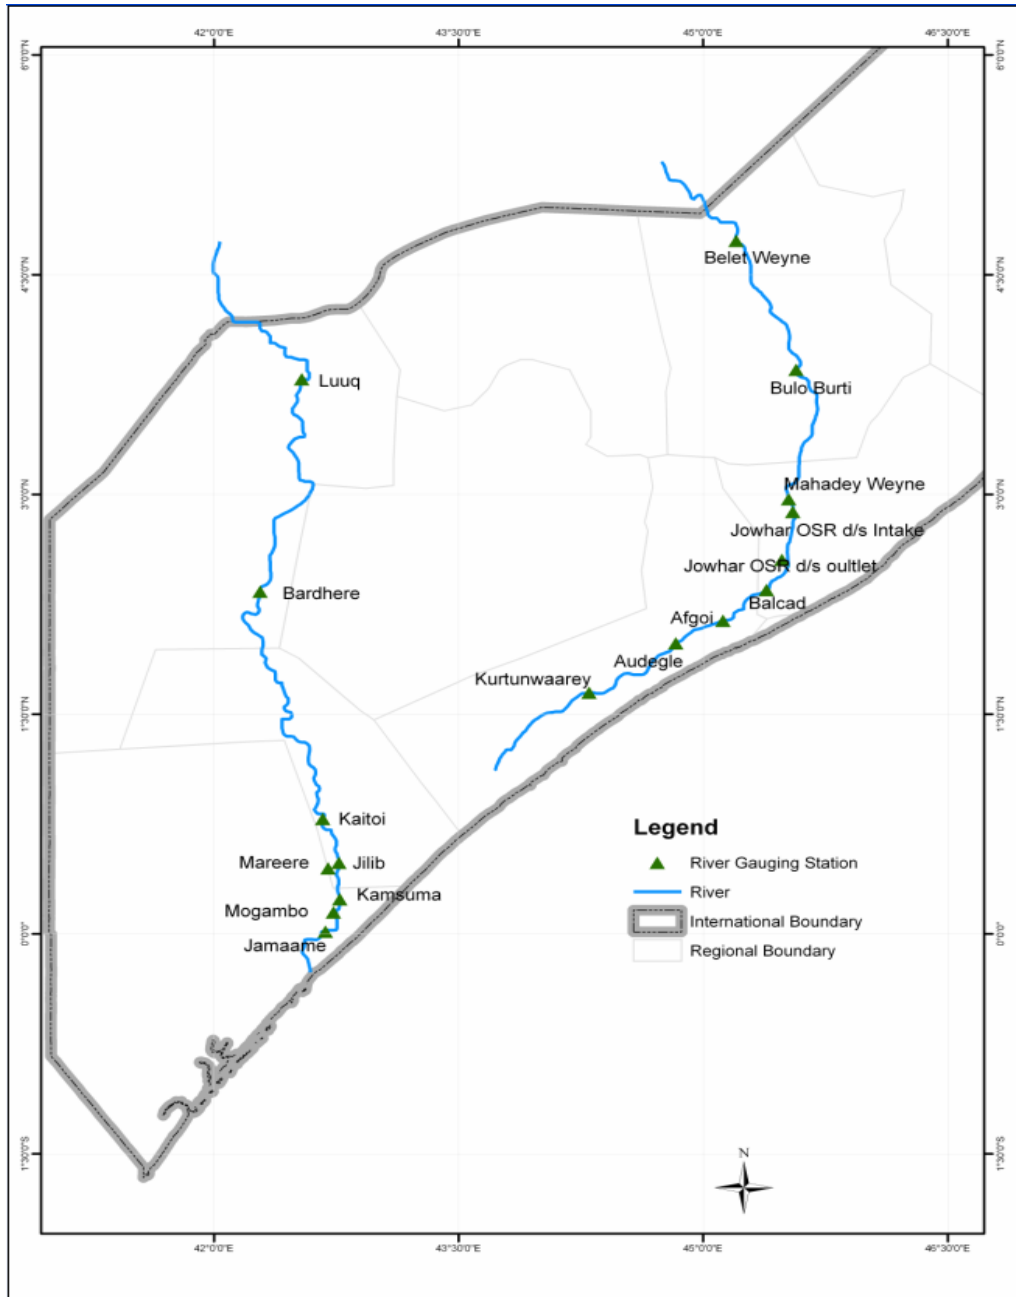 42°0'0"E 43°30'0"E 45°0'0"E 46°30'0"E
6°0'0"N 6°0'0"N
Belet Weyne
4°30'0"N 4°30'0"N
Luuq
Bulo Burti
Mahadey Weyne
3°0'0"N 3°0'0"N
Jowhar OSR d/s Intake
Jowhar OSR d/s oultlet
Bardhere
Balcad
Afgoi
Audegle
Kurtunwaarey
1°30'0"N 1°30'0"N
Kaitoi
Legend
Mareere
Jilib
River Gauging Station
Kamsuma
River
Mogambo
International Boundary
0°0'0" 0°0'0"
Jamaame
Regional Boundary
N
1°30'0"S 1°30'0"S
42°0'0"E 43°30'0"E 45°0'0"E 46°30'0"E